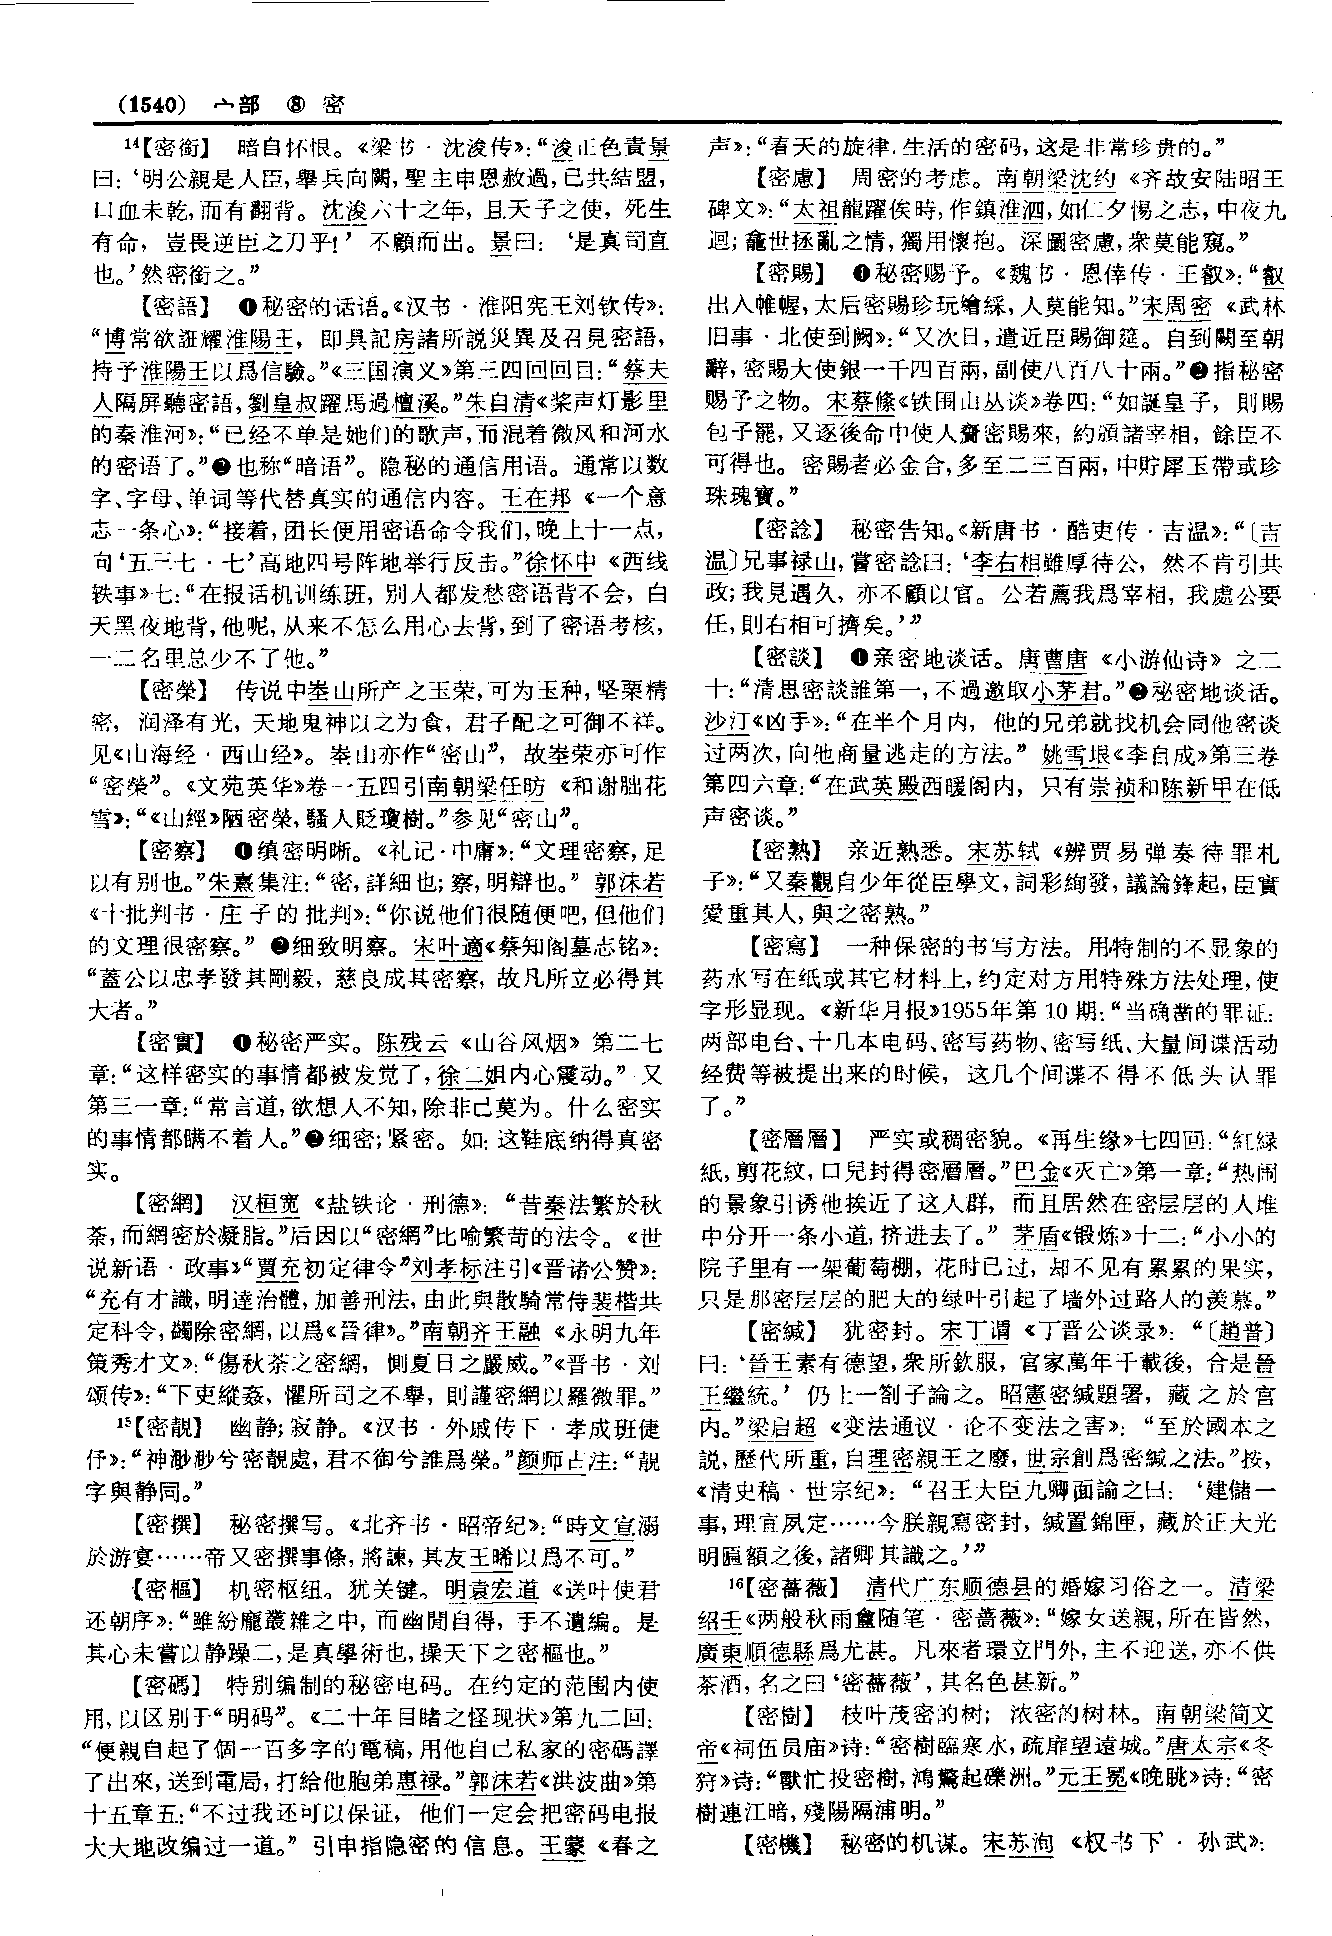 (1540) 宀部 ⑧ 密
14【密銜】 暗自怀恨。《梁书·沈浚传》：“浚正色責景
曰：‘明公親是人臣，舉兵向闕，聖主申恩赦過，已共結盟，
口血未乾，而有翻背。沈浚六十之年，且天子之使，死生
有命，豈畏逆臣之刀乎！’不顧而出。景曰：‘是真司直
也。’然密銜之。”
【密語】 ❶秘密的话语。《汉书·淮阳宪王刘钦传》：
“博常欲誑耀淮陽王，即具記房諸所説災異及召見密語，
持予淮陽王以爲信驗。”《三国演义》第三四回回目：“蔡夫
人隔屏聽密語，劉皇叔躍馬過檀溪。”朱自清《桨声灯影里
的秦淮河》：“已经不单是她们的歌声，而混着微风和河水
的密语了。”❷也称“暗语”。隐秘的通信用语。通常以数
字、字母、单词等代替真实的通信内容。王在邦《一个意
志一条心》：“接着，团长便用密语命令我们，晚上十一点，
向‘五三七·七’高地四号阵地举行反击。”徐怀中《西线
轶事》七：“在报话机训练班，别人都发愁密语背不会，白
天黑夜地背，他呢，从来不怎么用心去背，到了密语考核，
一二名里总少不了他。”
【密榮】 传说中峚山所产之玉荣，可为玉种，坚栗精
密，润泽有光，天地鬼神以之为食，君子配之可御不祥。
见《山海经·西山经》。峚山亦作“密山”，故峚荣亦可作
“密榮”。《文苑英华》卷一五四引南朝梁任昉《和谢朏花
雪》：“《山經》陋密榮，騷人貶瓊樹。”参见“密山”。
【密察】 ❶缜密明晰。《礼记·中庸》：“文理密察，足
以有别也。”朱熹集注：“密，詳細也；察，明辯也。”郭沫若
《十批判书·庄子的批判》：“你说他们很随便吧，但他们
的文理很密察。”❷细致明察。宋叶適《蔡知阁墓志铭》：
“蓋公以忠孝發其剛毅，慈良成其密察，故凡所立必得其
大者。”
【密實】 ❶秘密严实。陈残云《山谷风烟》第二七
章：“这样密实的事情都被发觉了，徐二姐内心震动。”又
第三一章：“常言道，欲想人不知，除非己莫为。什么密实
的事情都瞒不着人。”❷细密；紧密。如：这鞋底纳得真密
实。
【密網】 汉桓宽《盐铁论·刑德》：“昔秦法繁於秋
荼，而網密於凝脂。”后因以“密網”比喻繁苛的法令。《世
说新语·政事》“賈充初定律令”刘孝标注引《晋诸公赞》：
“充有才識，明達治體，加善刑法，由此與散騎常侍裴楷共
定科令，蠲除密網，以爲《晉律》。”南朝齐王融《永明九年
策秀才文》：“傷秋荼之密網，惻夏日之嚴威。”《晋书·刘
颂传》：“下吏縱姦，懼所司之不舉，則謹密網以羅微罪。”
15【密靚】 幽静；寂静。《汉书·外戚传下·孝成班倢
伃》：“神眇眇兮密靚處，君不御兮誰爲榮。”颜师古注：“靚
字與静同。”
【密撰】 秘密撰写。《北齐书·昭帝纪》：“時文宣溺
於游宴……帝又密撰事條，將諫，其友王晞以爲不可。”
【密樞】 机密枢纽。犹关键。明袁宏道《送叶使君
还朝序》：“雖紛龐叢雜之中，而幽閒自得，手不遺編。是
其心未嘗以静躁二，是真學術也，操天下之密樞也。”
【密碼】 特别编制的秘密电码。在约定的范围内使
用，以区别于“明码”。《二十年目睹之怪现状》第九二回：
“便親自起了個一百多字的電稿，用他自己私家的密碼譯
了出來，送到電局，打給他胞弟惠禄。”郭沫若《洪波曲》第
十五章五：“不过我还可以保证，他们一定会把密码电报
大大地改编过一道。”引申指隐密的信息。王蒙《春之
声》：“春天的旋律，生活的密码，这是非常珍贵的。”
【密慮】 周密的考虑。南朝梁沈约《齐故安陆昭王
碑文》：“太祖龍躍俟時，作鎮淮泗，如仁夕惕之志，中夜九
迴；龕世拯亂之情，獨用懷抱。深圖密慮，衆莫能窺。”
【密賜】 ❶秘密赐予。《魏书·恩倖传·王叡》：“叡
出入帷幄，太后密賜珍玩繒綵，人莫能知。”宋周密《武林
旧事·北使到阙》：“又次日，遣近臣賜御筵。自到闕至朝
辭，密賜大使銀一千四百兩，副使八百八十兩。”❷指秘密
赐予之物。宋蔡絛《铁围山丛谈》卷四：“如誕皇子，則賜
包子罷，又逐後命中使人齎密賜來，約頒諸宰相，餘臣不
可得也。密賜者必金合，多至二三百兩，中貯犀玉帶或珍
珠瑰寶。”
【密諗】 秘密告知。《新唐书·酷吏传·吉温》：“〔吉
温〕兄事禄山，嘗密諗曰：‘李右相雖厚待公，然不肯引共
政；我見遇久，亦不顧以官。公若薦我爲宰相，我處公要
任，則右相可擠矣。’”
【密談】 ❶亲密地谈话。唐曹唐《小游仙诗》之二
十：“清思密談誰第一，不過邀取小茅君。”❷秘密地谈话。
沙汀《凶手》：“在半个月内，他的兄弟就找机会同他密谈
过两次，向他商量逃走的方法。”姚雪垠《李自成》第三卷
第四六章：“在武英殿西暖阁内，只有崇祯和陈新甲在低
声密谈。”
【密熟】 亲近熟悉。宋苏轼《辨贾易弹奏待罪札
子》：“又秦觀自少年從臣學文，詞彩絢發，議論鋒起，臣實
愛重其人，與之密熟。”
【密寫】 一种保密的书写方法。用特制的不显象的
药水写在纸或其它材料上，约定对方用特殊方法处理，使
字形显现。《新华月报》1955年第10期：“当确凿的罪证：
两部电台、十几本电码、密写药物、密写纸、大量间谍活动
经费等被提出来的时候，这几个间谍不得不低头认罪
了。”
【密層層】 严实或稠密貌。《再生缘》七四回：“紅緑
紙，剪花紋，口兒封得密層層。”巴金《灭亡》第一章：“热闹
的景象引诱他挨近了这人群，而且居然在密层层的人堆
中分开一条小道，挤进去了。”茅盾《锻炼》十二：“小小的
院子里有一架葡萄棚，花时已过，却不见有累累的果实，
只是那密层层的肥大的绿叶引起了墙外过路人的羡慕。”
【密緘】 犹密封。宋丁谓《丁晋公谈录》：“〔趙普〕
曰：‘晉王素有德望，衆所欽服，官家萬年千載後，合是晉
王繼統。’仍上一劄子論之。昭憲密緘題署，藏之於宫
内。”梁启超《变法通议·论不变法之害》：“至於國本之
説，歷代所重，自理密親王之廢，世宗創爲密緘之法。”按，
《清史稿·世宗纪》：“召王大臣九卿面諭之曰：‘建儲一
事，理宜夙定……今朕親寫密封，緘置錦匣，藏於正大光
明匾額之後，諸卿其識之。’”
16【密薔薇】 清代广东顺德县的婚嫁习俗之一。清梁
绍壬《两般秋雨盦随笔·密蔷薇》：“嫁女送親，所在皆然，
廣東順德縣爲尤甚。凡來者環立門外，主不迎送，亦不供
茶酒，名之曰‘密薔薇’，其名色甚新。”
【密樹】 枝叶茂密的树；浓密的树林。南朝梁简文
帝《祠伍员庙》诗：“密樹臨寒水，疏扉望遠城。”唐太宗《冬
狩》诗：“獸忙投密樹，鴻驚起礫洲。”元王冕《晚眺》诗：“密
樹連江暗，殘陽隔浦明。”
【密機】 秘密的机谋。宋苏洵《权书下·孙武》：